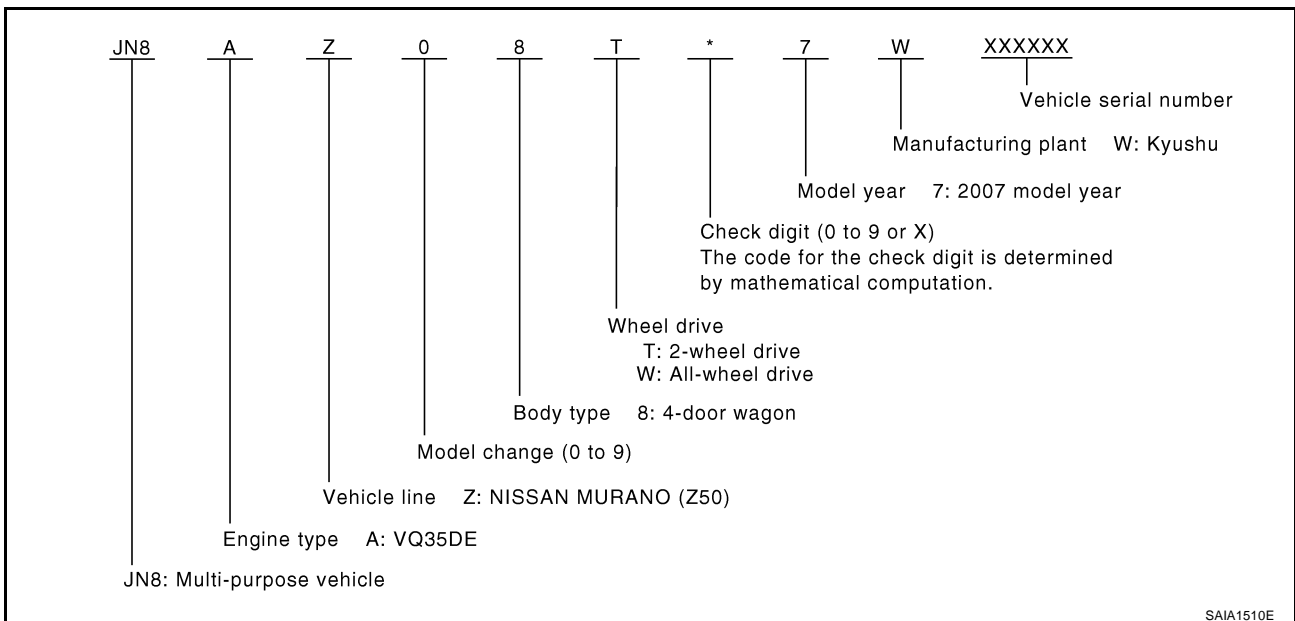 JN8 A Z 0 8 T * 7 W XXXXXX
Vehicle serial number
Manufacturing plant W: Kyushu
Model year 7: 2007 model year
Check digit (0 to 9 or X)
The code for the check digit is determined
by mathematical computation.
Wheel drive
T: 2-wheel drive
W: All-wheel drive
Body type 8: 4-door wagon
Model change (0 to 9)
Vehicle line Z: NISSAN MURANO (Z50)
Engine type A: VQ35DE
JN8: Multi-purpose vehicle
SAIA1510E